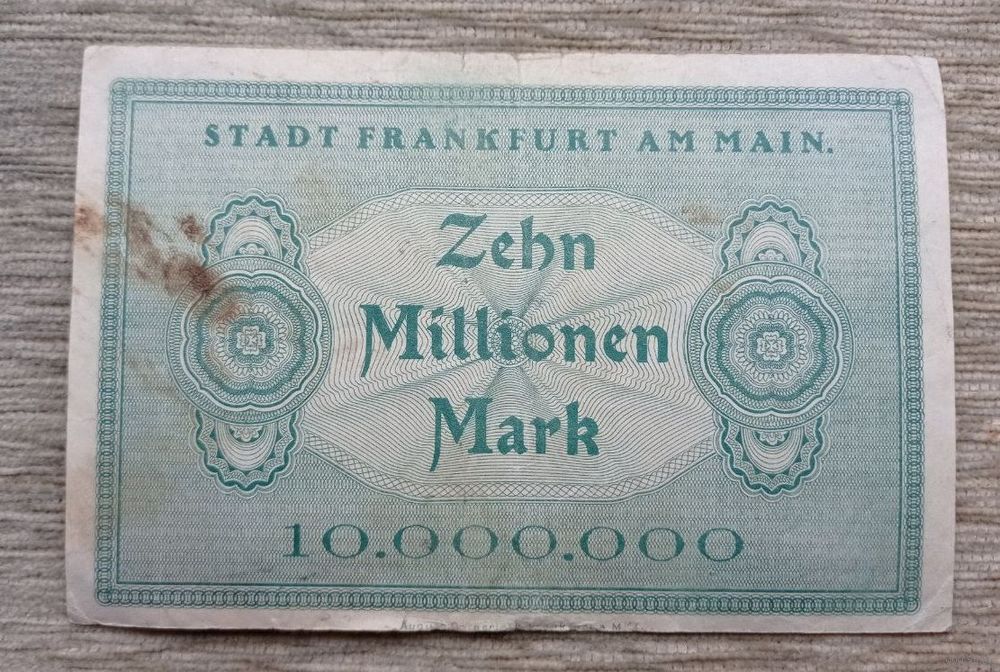 STADT FRANKFURT AM MAIN.
Zehn
Millionen
Mark
10.000.000